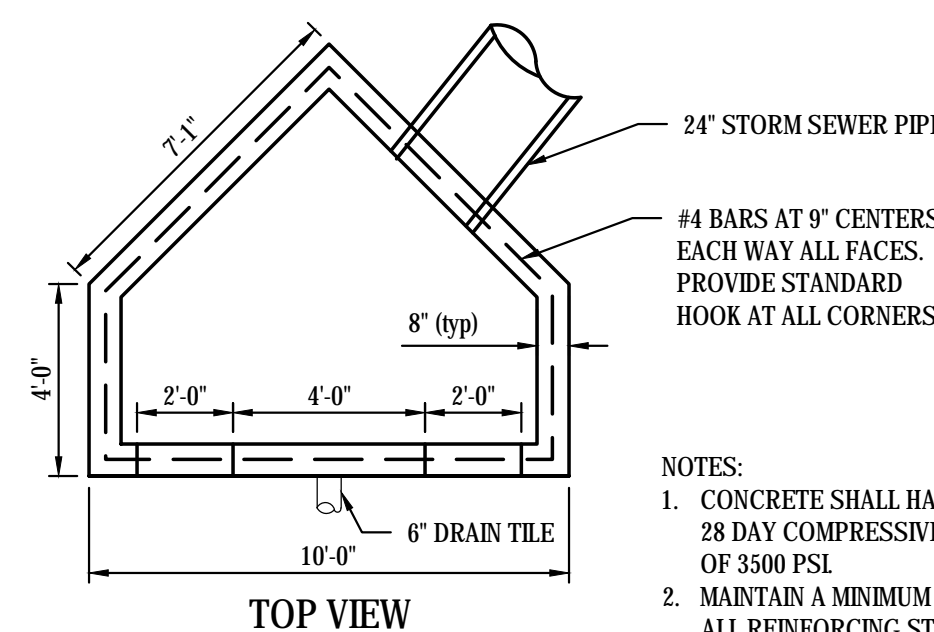 7'-1"
24" STORM SEWER PIPE
#4 BARS AT 9" CENTERS
EACH WAY ALL FACES.
PROVIDE STANDARD
HOOK AT ALL CORNERS
8" (typ)
4'-0"
2'-0" 4'-0" 2'-0"
6" DRAIN TILE
10'-0"
TOP VIEW
NOTES:
1. CONCRETE SHALL HA
28 DAY COMPRESSIVE
OF 3500 PSI.
2. MAINTAIN A MINIMUM
ALL REINFORCING ST